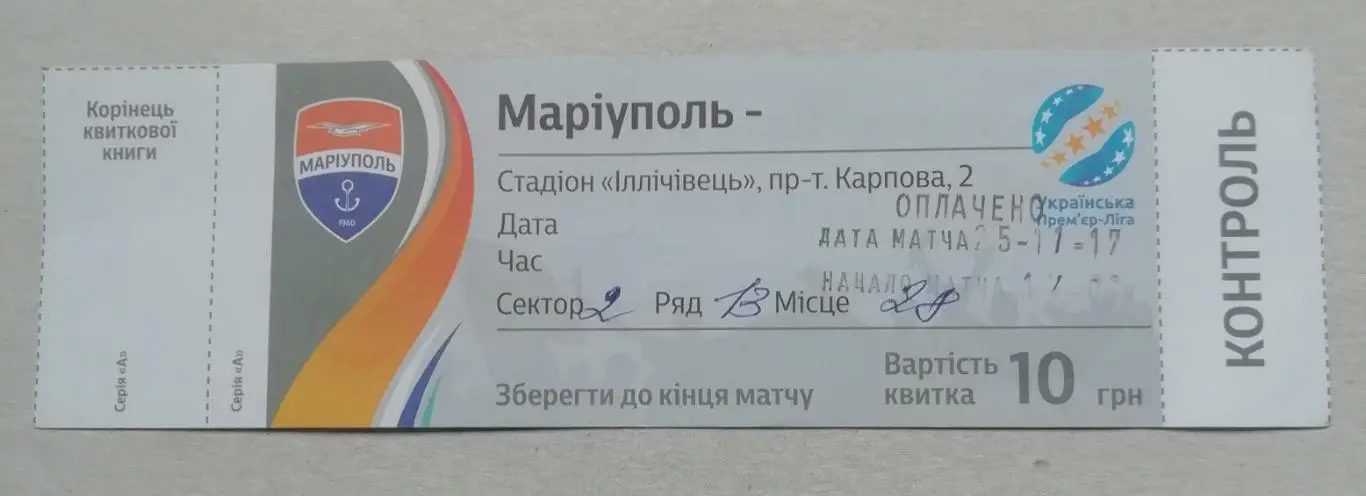 Корінець
квиткової
книги
Серія «А»
Серія «А»
МАРІУПОЛЬ
1960
Маріуполь -
Українська
Прем'єр-Ліга
Стадіон «Іллічівець», пр-т. Карпова, 2
ОПЛАЧЕНО
Дата
ДАТА МАТЧА 25-11-17
Час
НАЧАЛО МАТЧА
Сектор 2 Ряд 13 Місце 28
Зберегти до кінця матчу
Вартість
квитка 10 грн
КОНТРОЛЬ